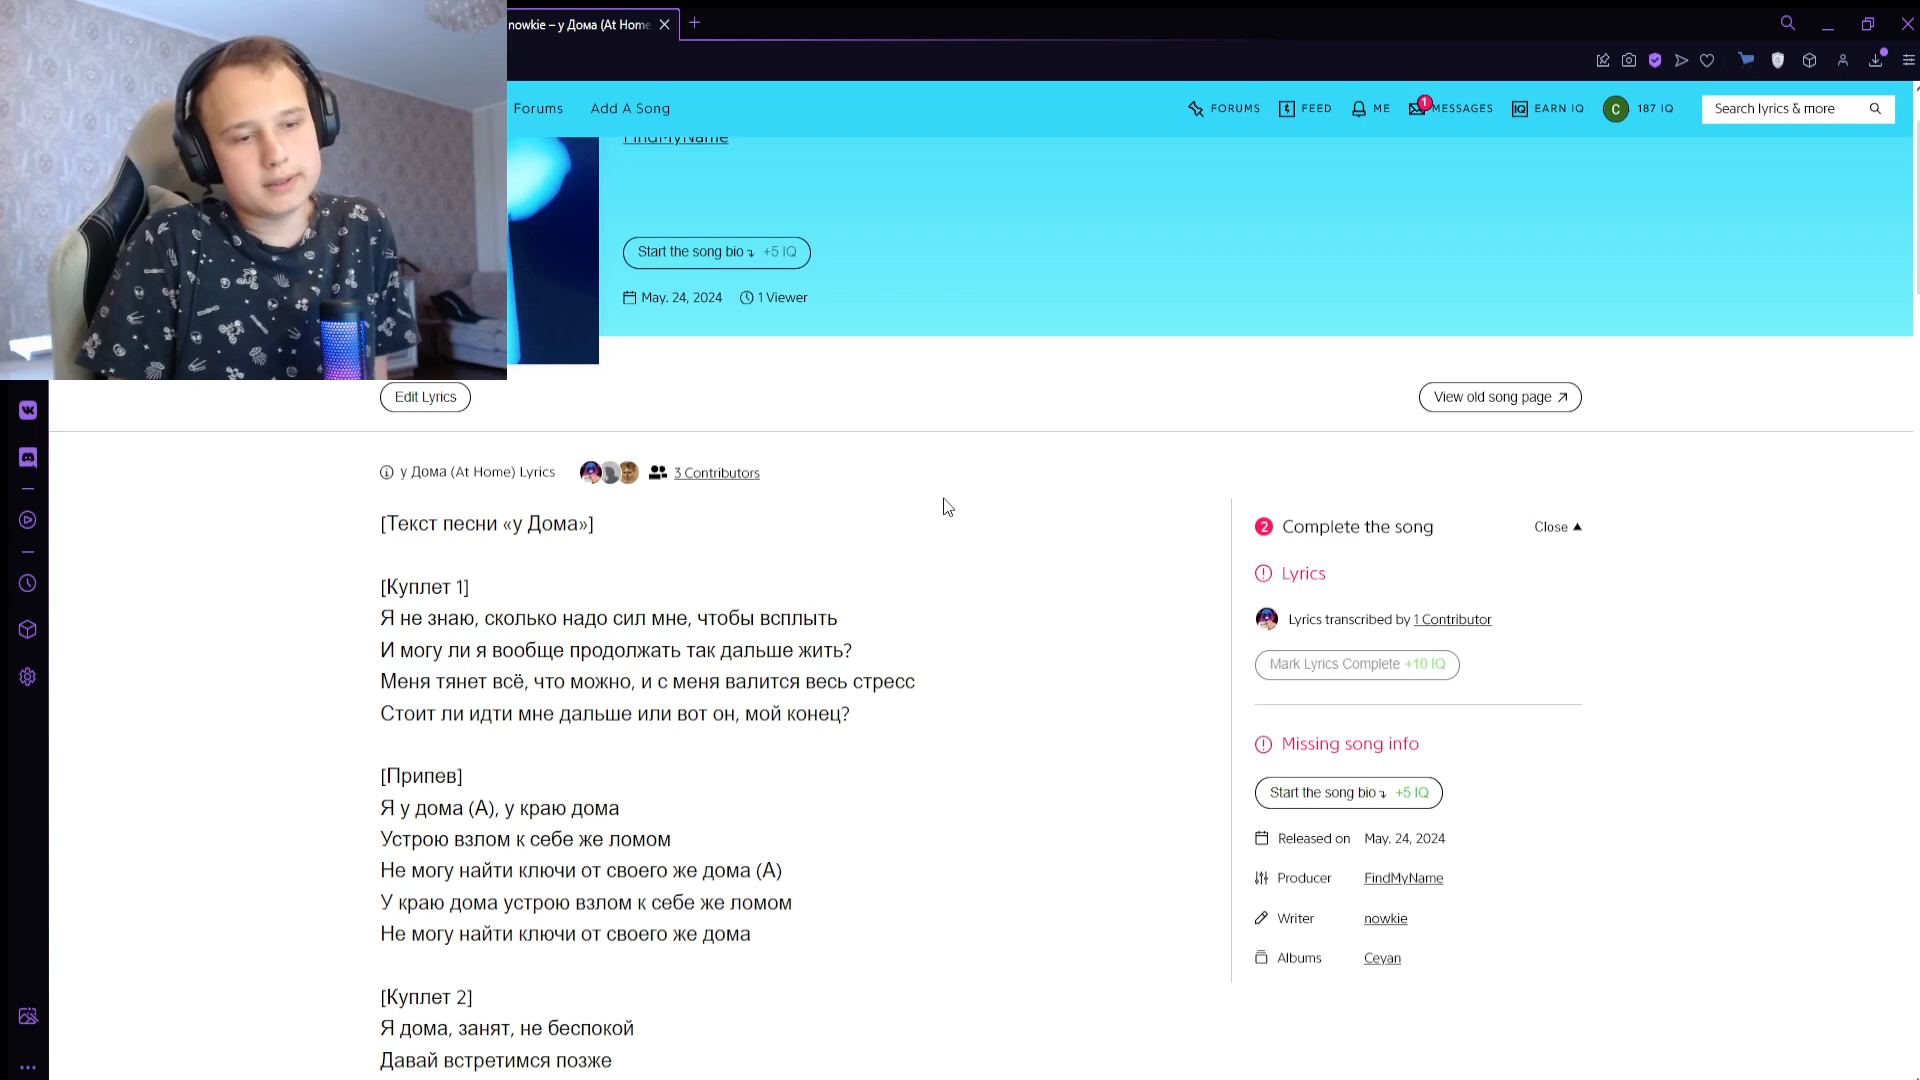 nowkie – у Дома (At Home
Forums
Add A Song
FORUMS
FEED
ME
1
MESSAGES
EARN IQ
C
187 IQ
Search lyrics & more
FindMyName
Start the song bio +5 IQ
May. 24, 2024
1 Viewer
Edit Lyrics
View old song page
у Дома (At Home) Lyrics
3 Contributors
[Текст песни «у Дома»]
[Куплет 1]
Я не знаю, сколько надо сил мне, чтобы всплыть
И могу ли я вообще продолжать так дальше жить?
Меня тянет всё, что можно, и с меня валится весь стресс
Стоит ли идти мне дальше или вот он, мой конец?
[Припев]
Я у дома (А), у краю дома
Устрою взлом к себе же ломом
Не могу найти ключи от своего же дома (А)
У краю дома устрою взлом к себе же ломом
Не могу найти ключи от своего же дома
[Куплет 2]
Я дома, занят, не беспокой
Давай встретимся позже
2 Complete the song
Close
Lyrics
Lyrics transcribed by 1 Contributor
Mark Lyrics Complete +10 IQ
Missing song info
Start the song bio +5 IQ
Released on May. 24, 2024
Producer FindMyName
Writer nowkie
Albums Ceyan